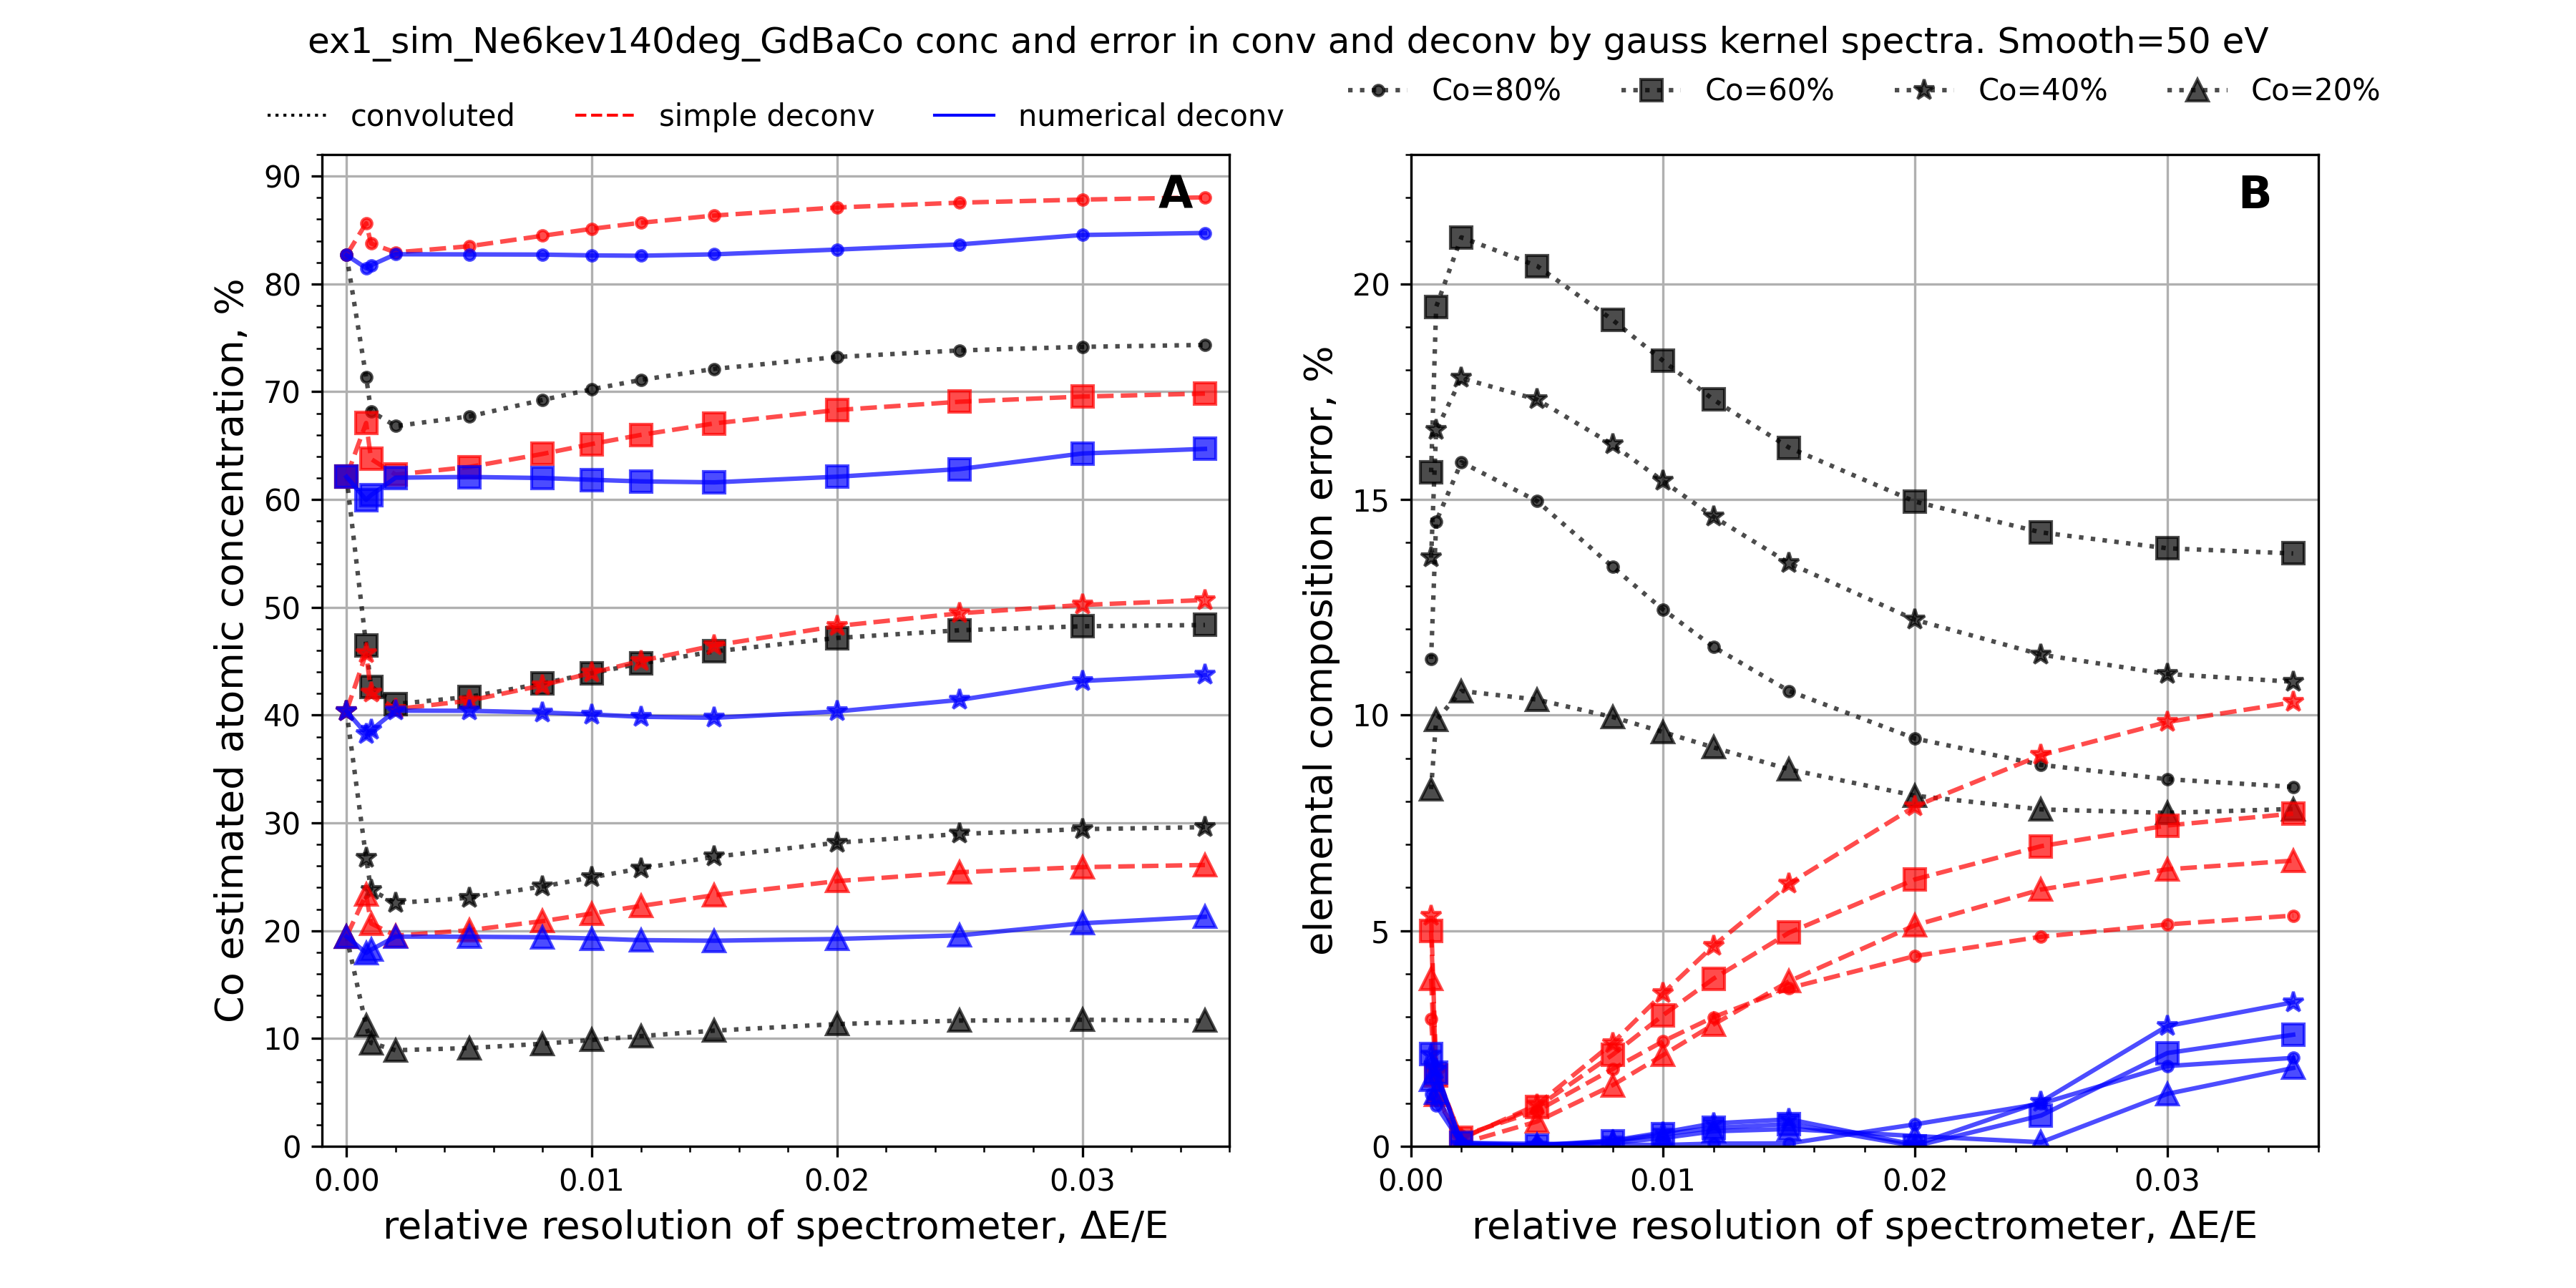 ex1_sim_Ne6kev140deg_GdBaCo conc and error in conv and deconv by gauss kernel spectra. Smooth=50 eV
convoluted simple deconv numerical deconv
Co=80% Co=60% Co=40% Co=20%
A
Co estimated atomic concentration, %
90
80
70
60
50
40
30
20
10
0
0.00 0.01 0.02 0.03
relative resolution of spectrometer, ΔE/E
B
elemental composition error, %
20
15
10
5
0
0.00 0.01 0.02 0.03
relative resolution of spectrometer, ΔE/E